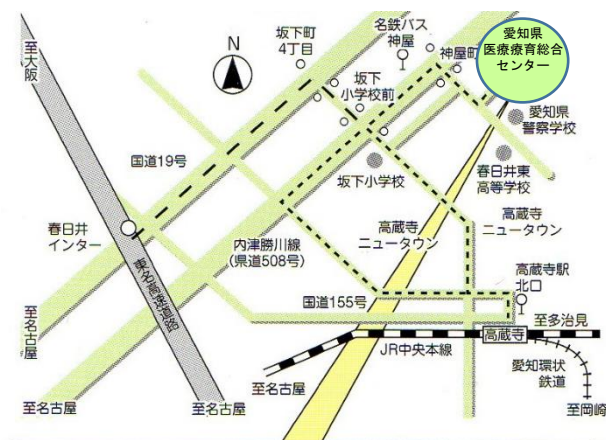 愛知県
医療療育総合
センター
名鉄バス
神屋
神屋町
坂下町
4丁目
N
至大阪
坂下
小学校前
愛知県
警察学校
国道19号
坂下小学校
春日井東
高等学校
春日井
インター
内津勝川線
(県道508号)
高蔵寺
ニュータウン
高蔵寺
ニュータウン
東名高速道路
高蔵寺駅
北口
国道155号
至多治見
至名古屋
JR中央本線
高蔵寺
愛知環状
鉄道
至名古屋
至名古屋
至名古屋
至岡崎